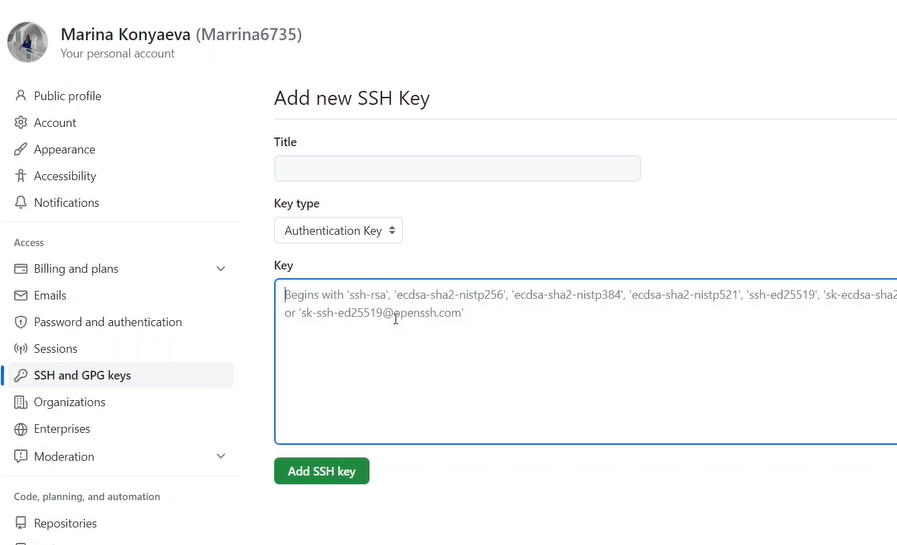 Marina Konyaeva (Marrina6735)
Your personal account
Public profile
Account
Appearance
Accessibility
Notifications
Access
Billing and plans
Emails
Password and authentication
Sessions
SSH and GPG keys
Organizations
Enterprises
Moderation
Code, planning, and automation
Repositories
Add new SSH Key
Title
Key type
Authentication Key
Key
Begins with 'ssh-rsa', 'ecdsa-sha2-nistp256', 'ecdsa-sha2-nistp384', 'ecdsa-sha2-nistp521', 'ssh-ed25519', 'sk-ecdsa-sha2
or 'sk-ssh-ed25519@openssh.com'
Add SSH key